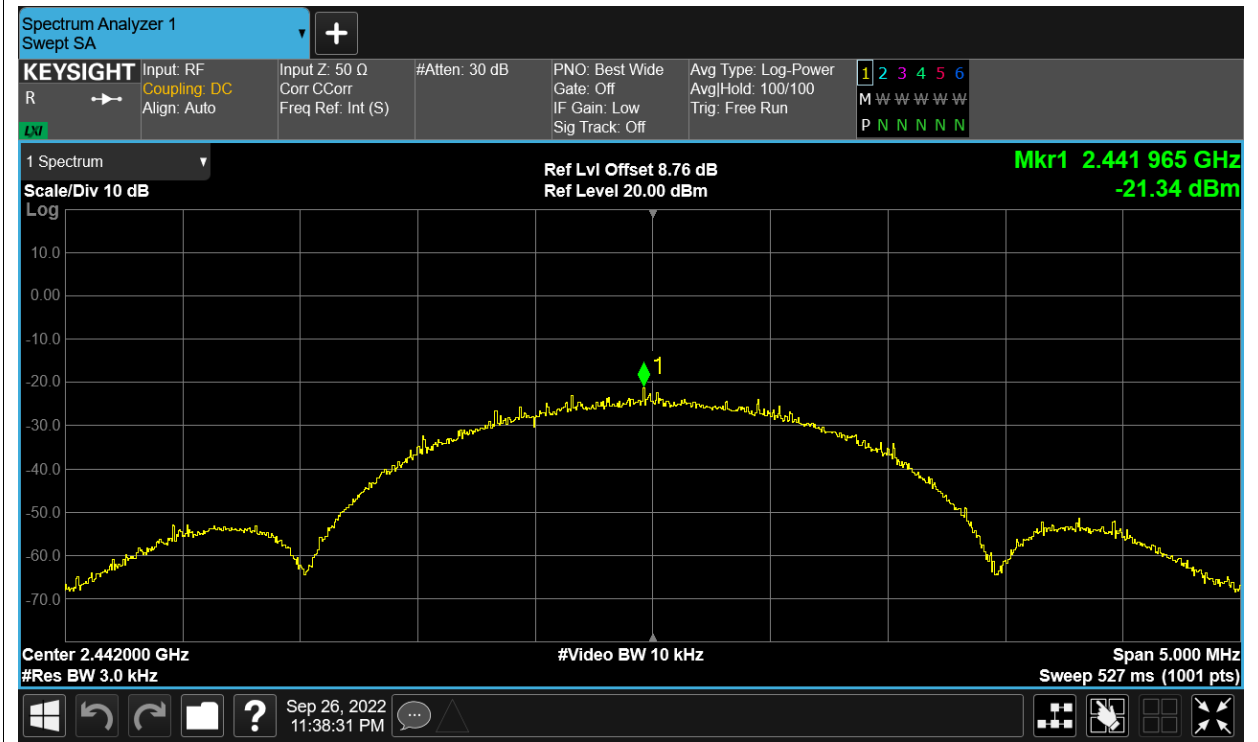 Spectrum Analyzer 1
Swept SA
KEYSIGHT
R
LXI
Input: RF
Coupling: DC
Align: Auto
Input Z: 50 Ω
Corr CCorr
Freq Ref: Int (S)
#Atten: 30 dB
PNO: Best Wide
Gate: Off
IF Gain: Low
Sig Track: Off
Avg Type: Log-Power
Avg|Hold: 100/100
Trig: Free Run
1 2 3 4 5 6
M W W W W W
P N N N N N
1 Spectrum
Scale/Div 10 dB
Log
Ref Lvl Offset 8.76 dB
Ref Level 20.00 dBm
Mkr1 2.441 965 GHz
-21.34 dBm
10.0
0.00
-10.0
1
-20.0
-30.0
-40.0
-50.0
-60.0
-70.0
Center 2.442000 GHz
#Res BW 3.0 kHz
#Video BW 10 kHz
Span 5.000 MHz
Sweep 527 ms (1001 pts)
?
Sep 26, 2022
11:38:31 PM